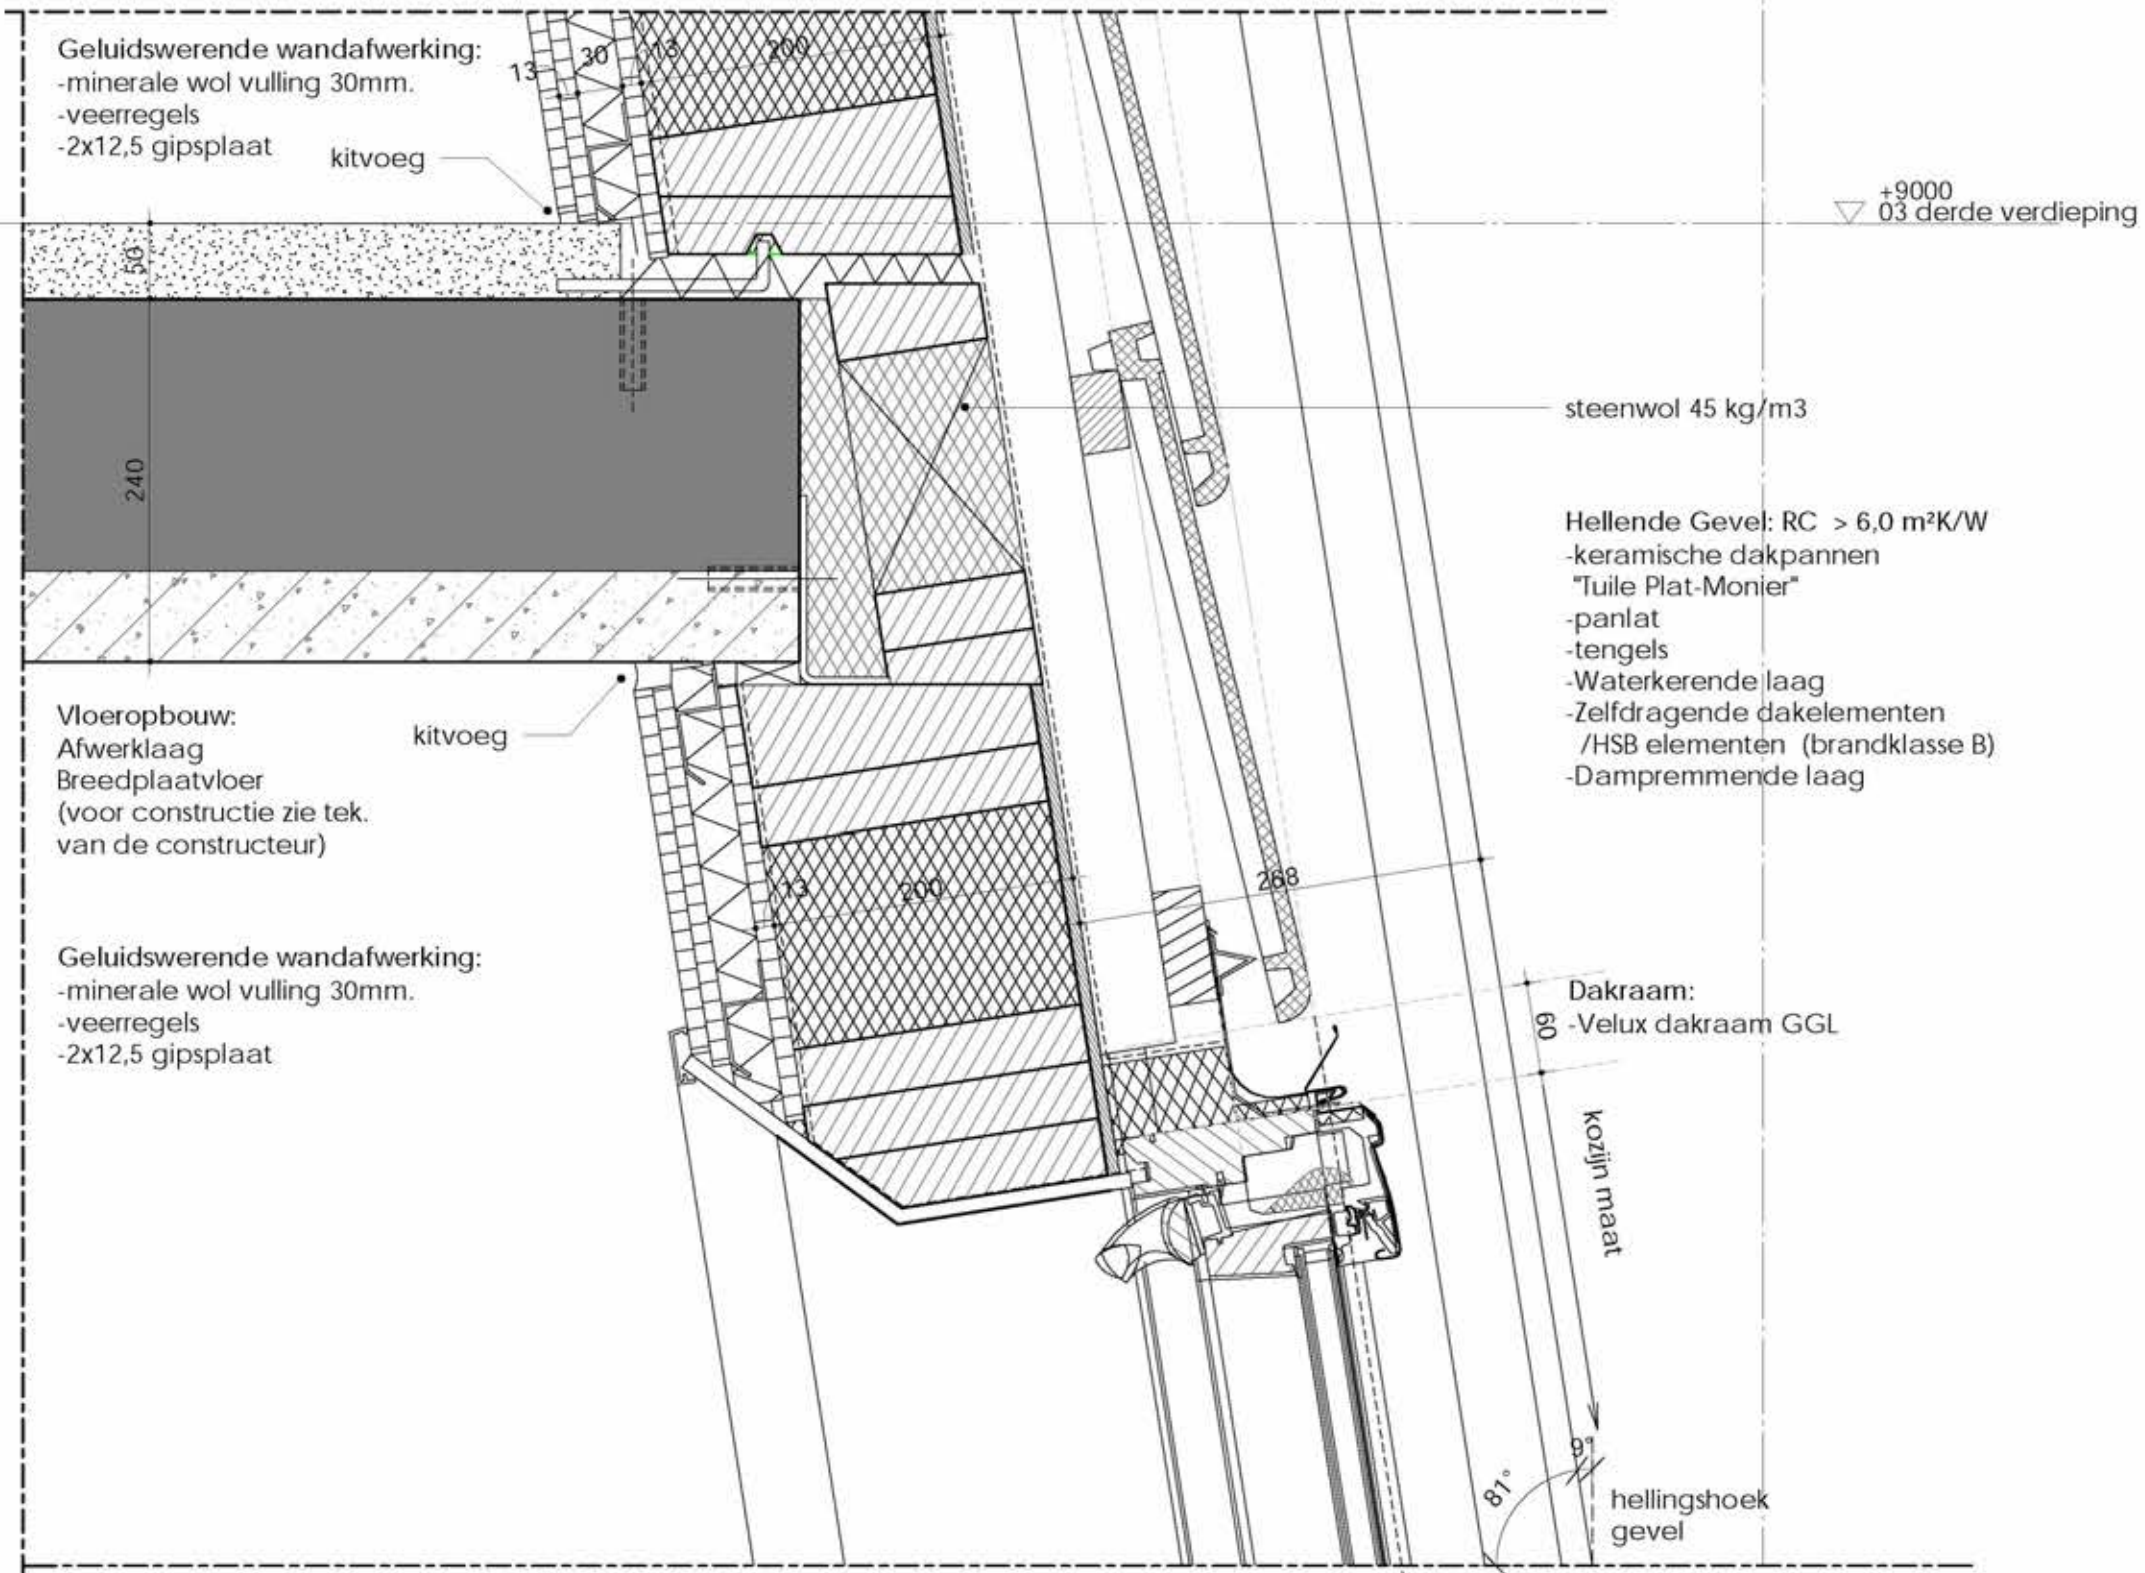 Geluidswerende wandafwerking:
-minerale wol vulling 30mm.
-veerregels
-2x12,5 gipsplaat
kitvoeg
13
30
13
200
+9000
03 derde verdieping
50
240
steenwol 45 kg/m3
Hellende Gevel: RC > 6,0 m²K/W
-keramische dakpannen
"Tuile Plat-Monier"
-panlat
-tengels
-Waterkerende laag
-Zelfdragende dakelementen
/HSB elementen (brandklasse B)
-Dampremmende laag
Vloeropbouw:
Afwerklaag
Breedplaatvloer
(voor constructie zie tek.
van de constructeur)
kitvoeg
13
200
268
Geluidswerende wandafwerking:
-minerale wol vulling 30mm.
-veerregels
-2x12,5 gipsplaat
Dakraam:
-Velux dakraam GGL
60
kozijn maat
9°
81°
hellingshoek
gevel